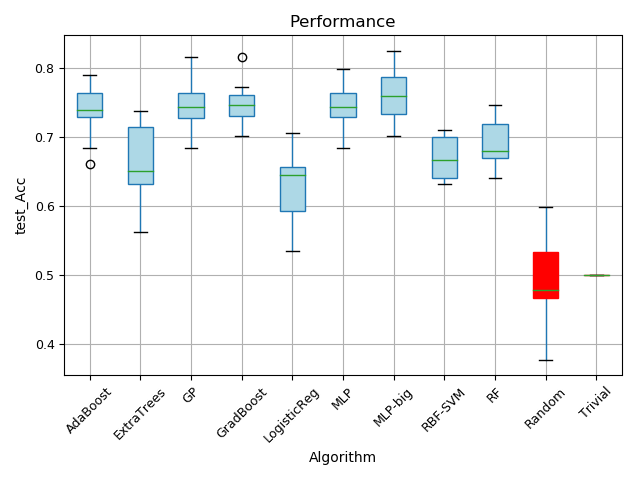 Performance
test_Acc
0.8
0.7
0.6
0.5
0.4
AdaBoost
ExtraTrees
GP
GradBoost
LogisticReg
MLP
MLP-big
RBF-SVM
RF
Random
Trivial
Algorithm